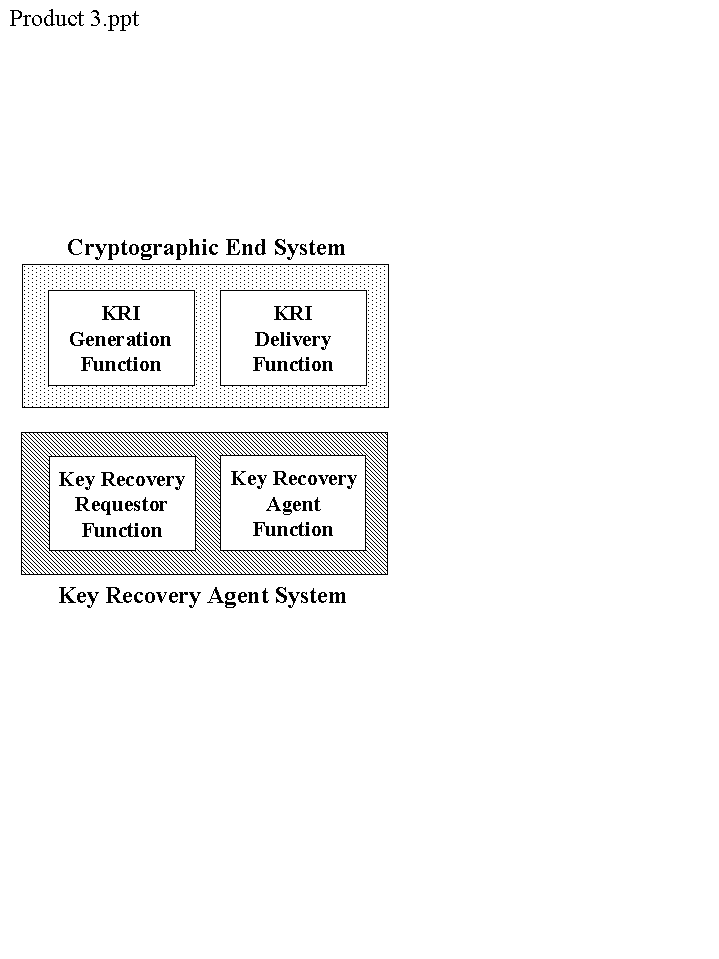 Product 3.ppt
Cryptographic End System
KRI
Generation
Function
KRI
Delivery
Function
Key Recovery
Requestor
Function
Key Recovery
Agent
Function
Key Recovery Agent System